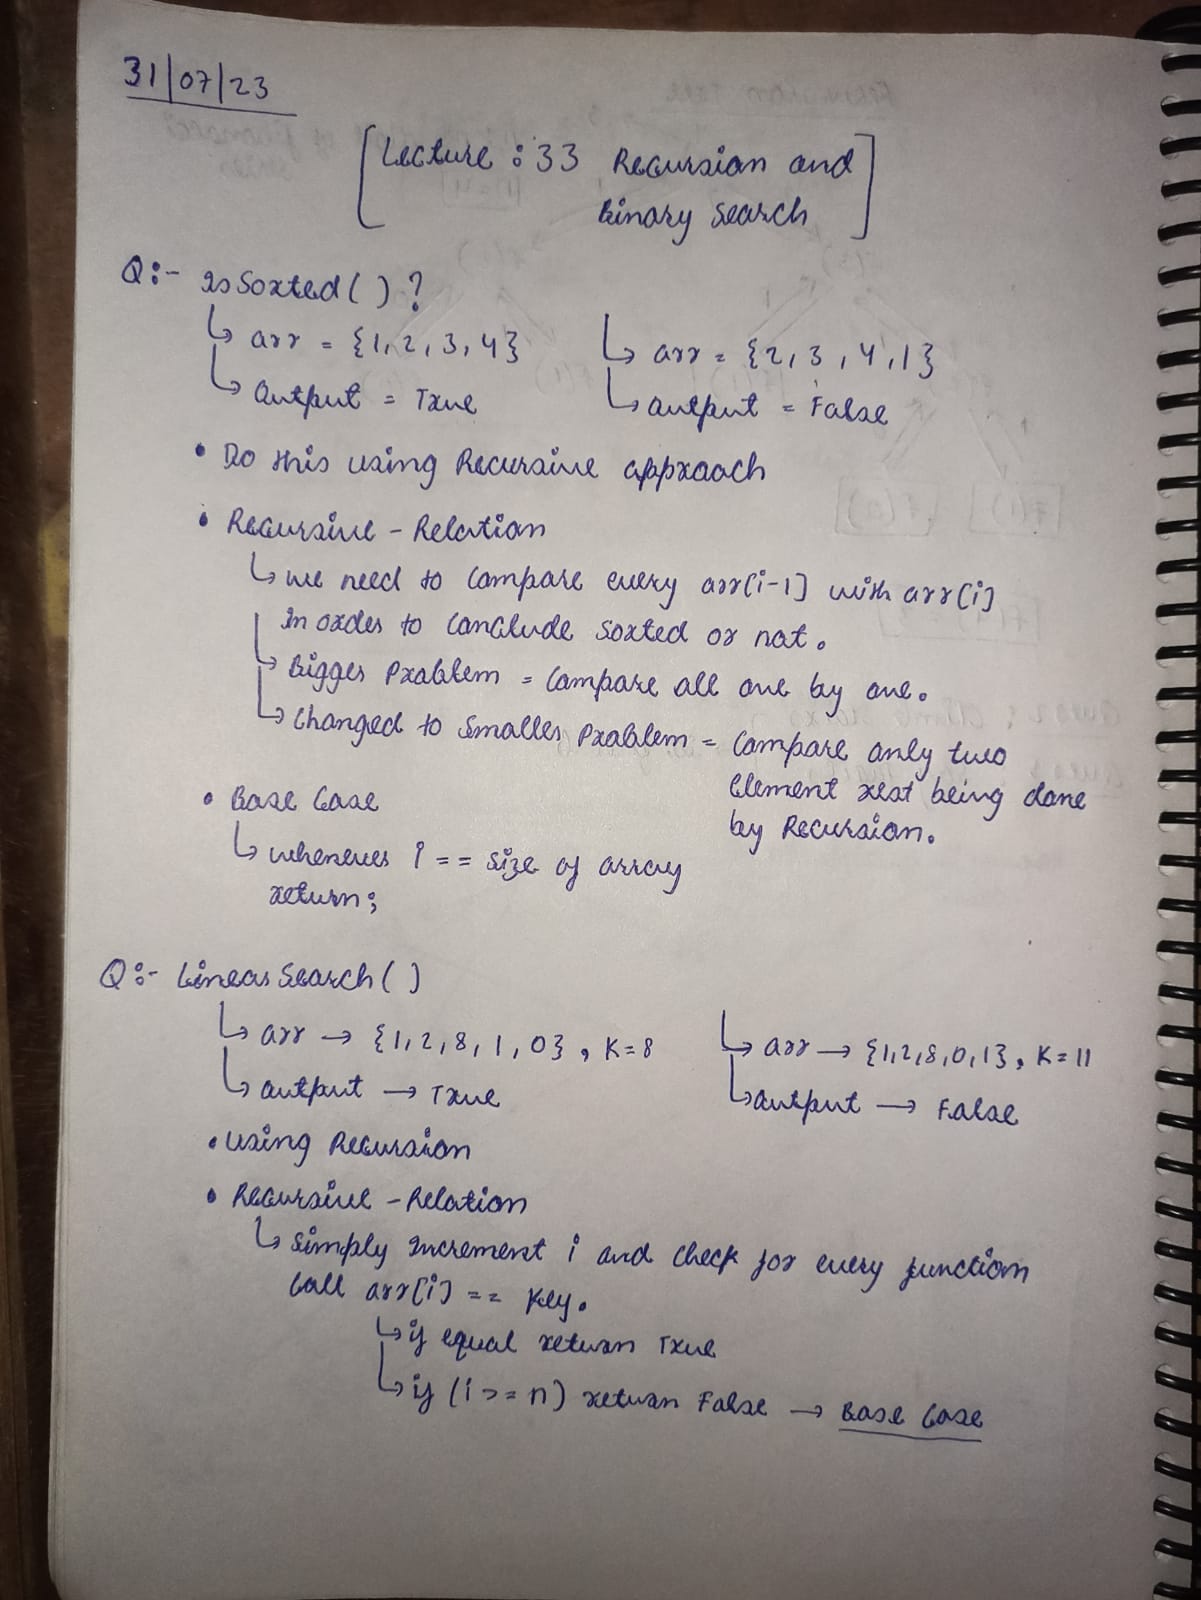 31/07/23
[Lecture : 33 Recursion and
Binary Search]
Q:- isSorted( ) ?
↳ arr = {1, 2, 3, 4}
↳ output = True
↳ arr = {2, 3, 4, 1}
↳ output = False
• Do this using Recursive approach
• Recursive - Relation
↳ we need to compare every arr[i-1] with arr[i]
In order to conclude sorted or not.
↳ Bigger Problem = Compare all one by one.
↳ Changed to Smaller Problem = Compare only two
Element rest being done
by Recursion.
• Base Case
↳ whenever i == size of array
return;
Q:- Linear Search( )
↳ arr → {1, 2, 8, 1, 0}, K=8
↳ output → True
↳ arr → {1,2,8,0,1}, K=11
↳ output → False
• using Recursion
• Recursive - Relation
↳ Simply Increment i and check for every function
call arr[i] == key.
↳ if equal return True
↳ if (i >= n) return False → Base Case